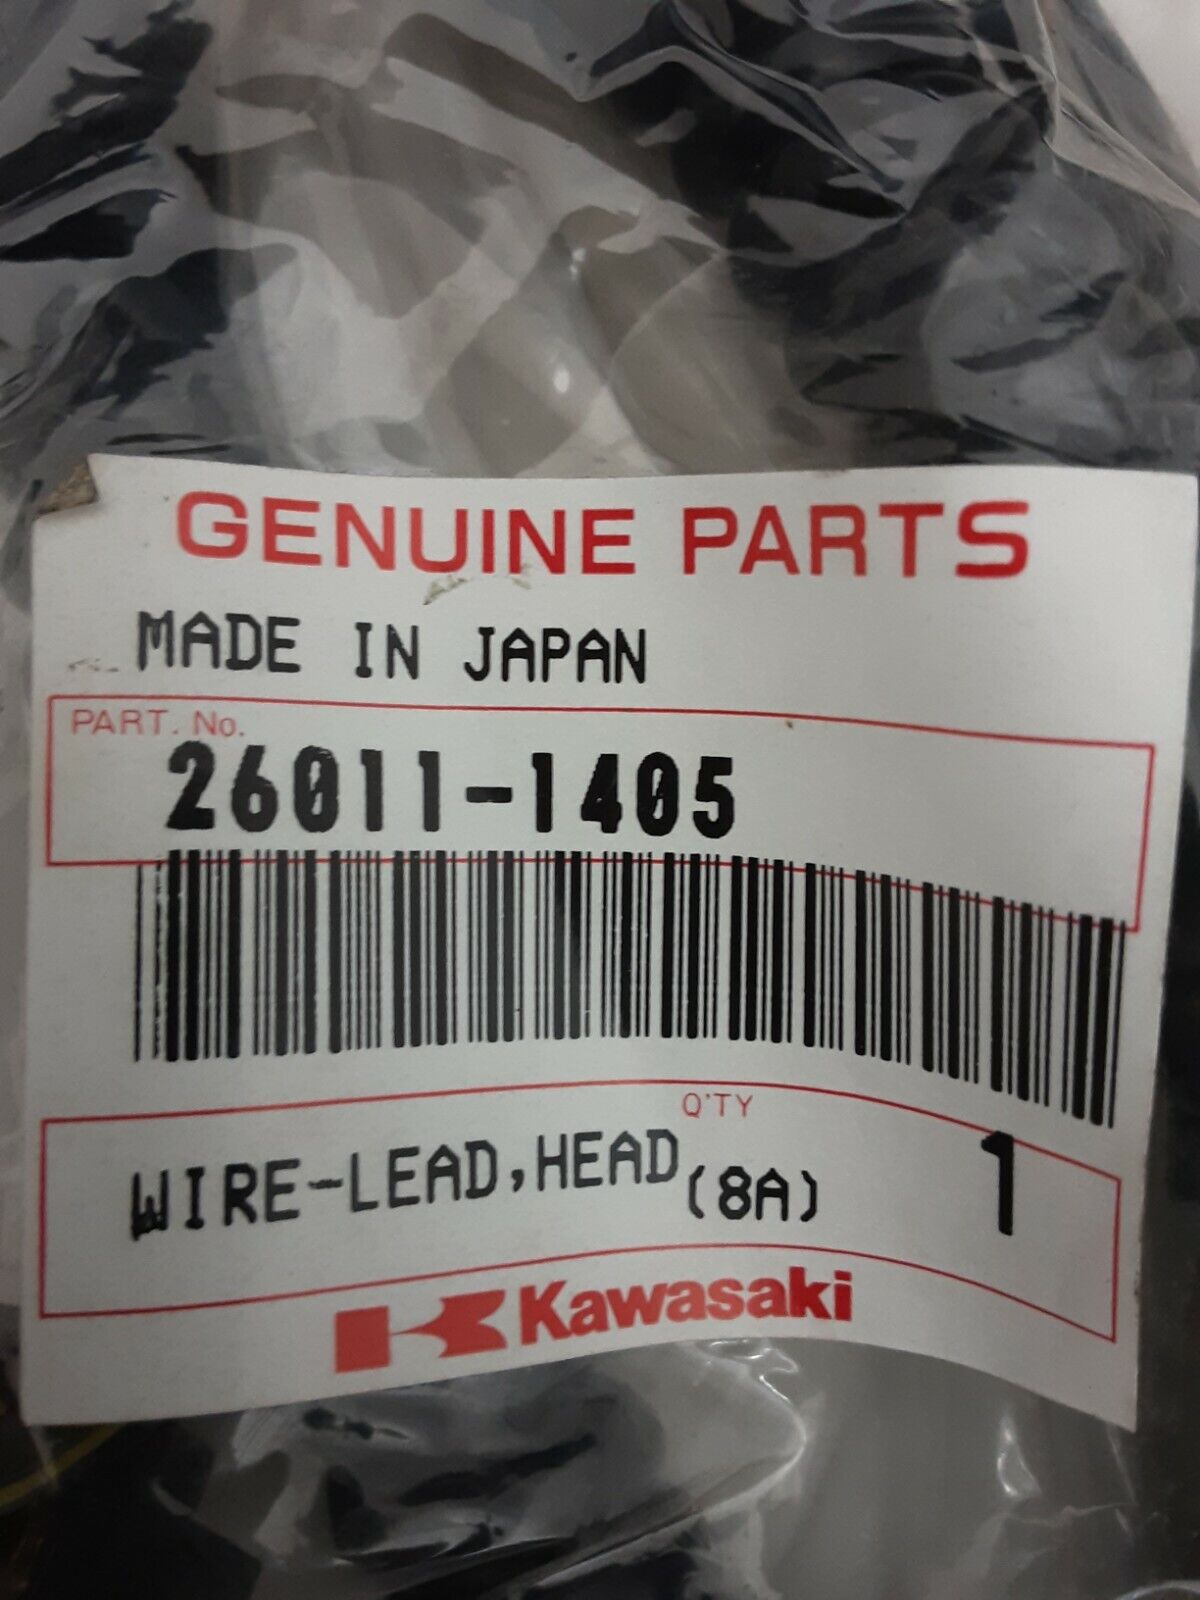 GENUINE PARTS
MADE IN JAPAN
PART. No.
26011-1405
Q'TY
WIRE-LEAD,HEAD(8A) 1
Kawasaki